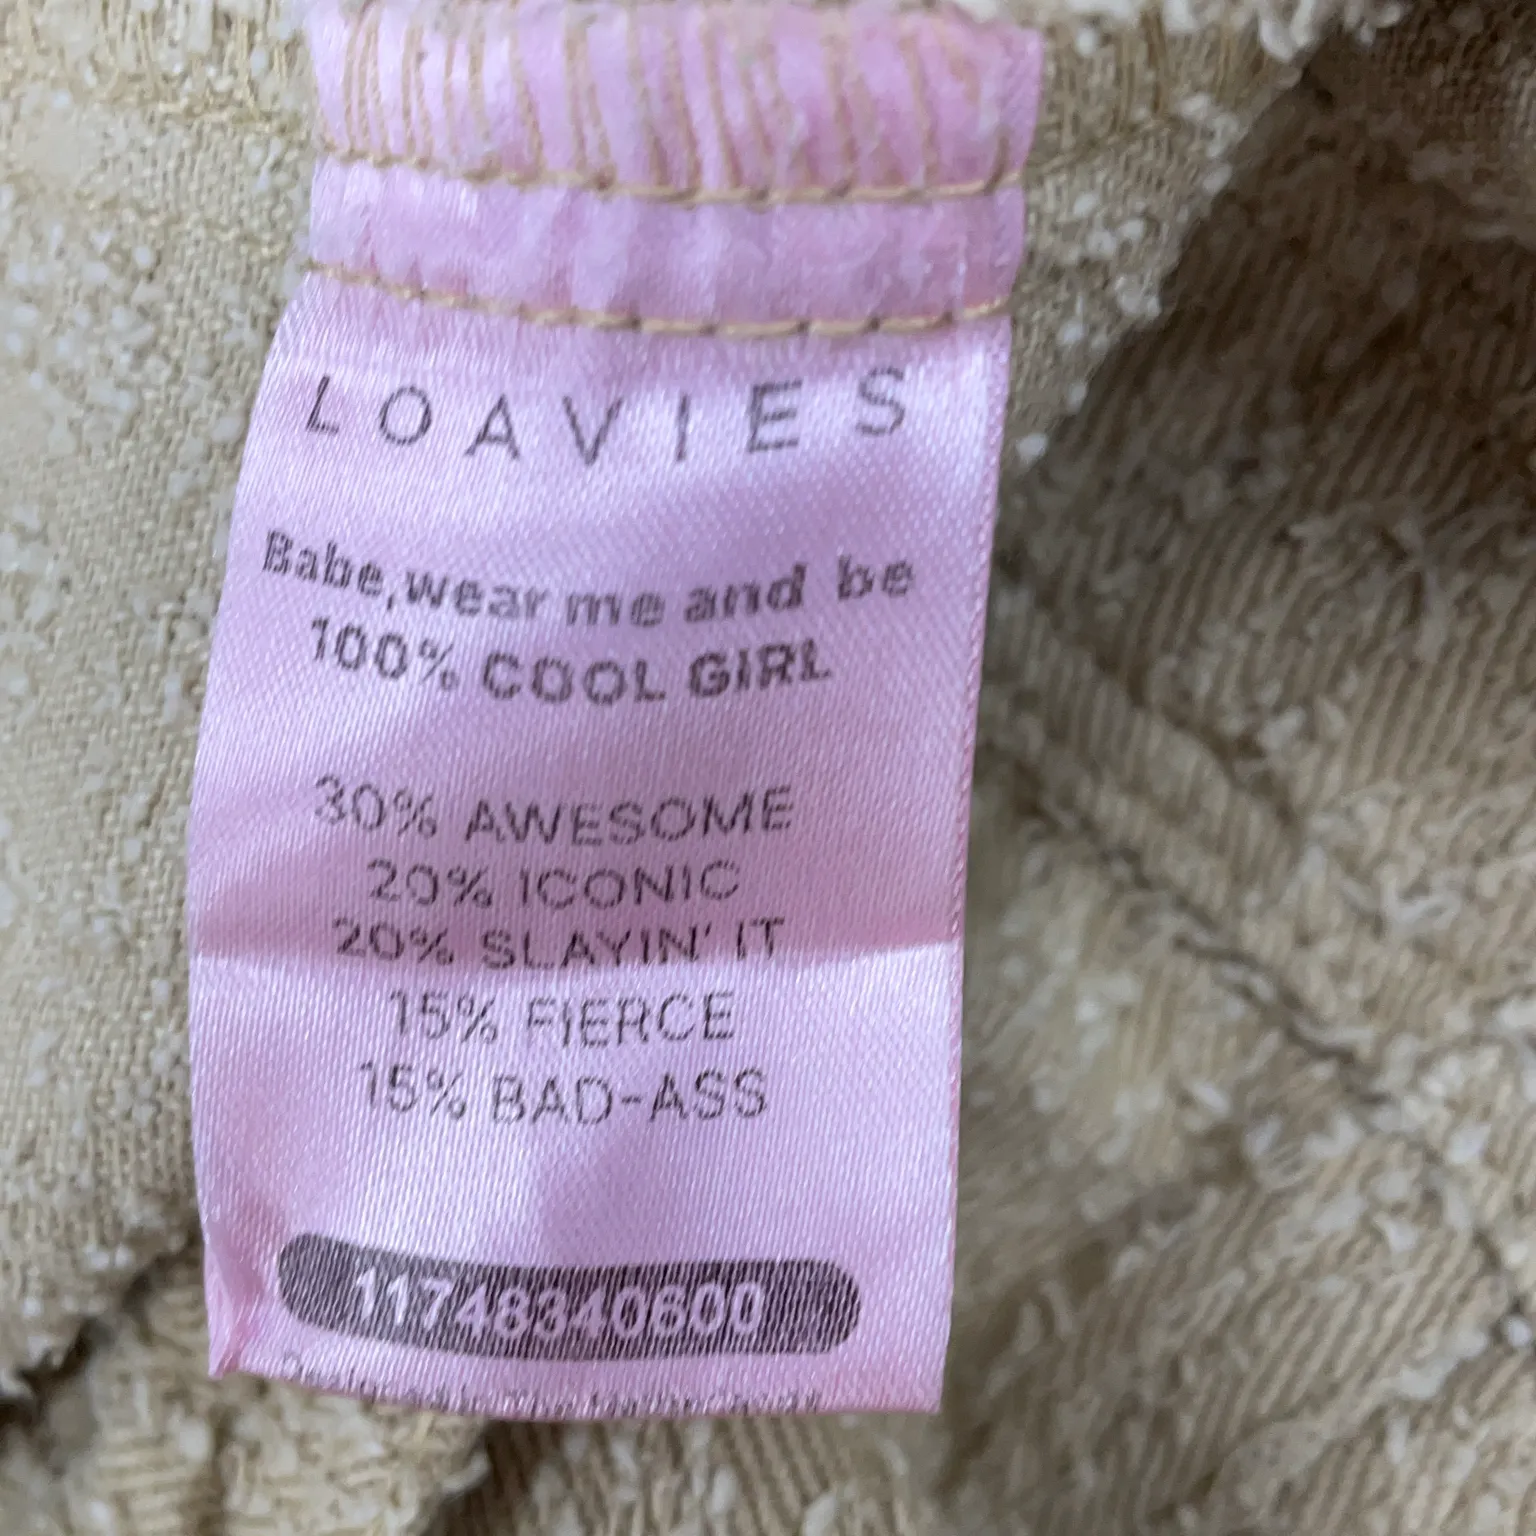 LOAVIES
Babe,wear me and be
100% COOL GIRL
30% AWESOME
20% ICONIC
20% SLAYIN' IT
15% FIERCE
15% BAD-ASS
11748340600